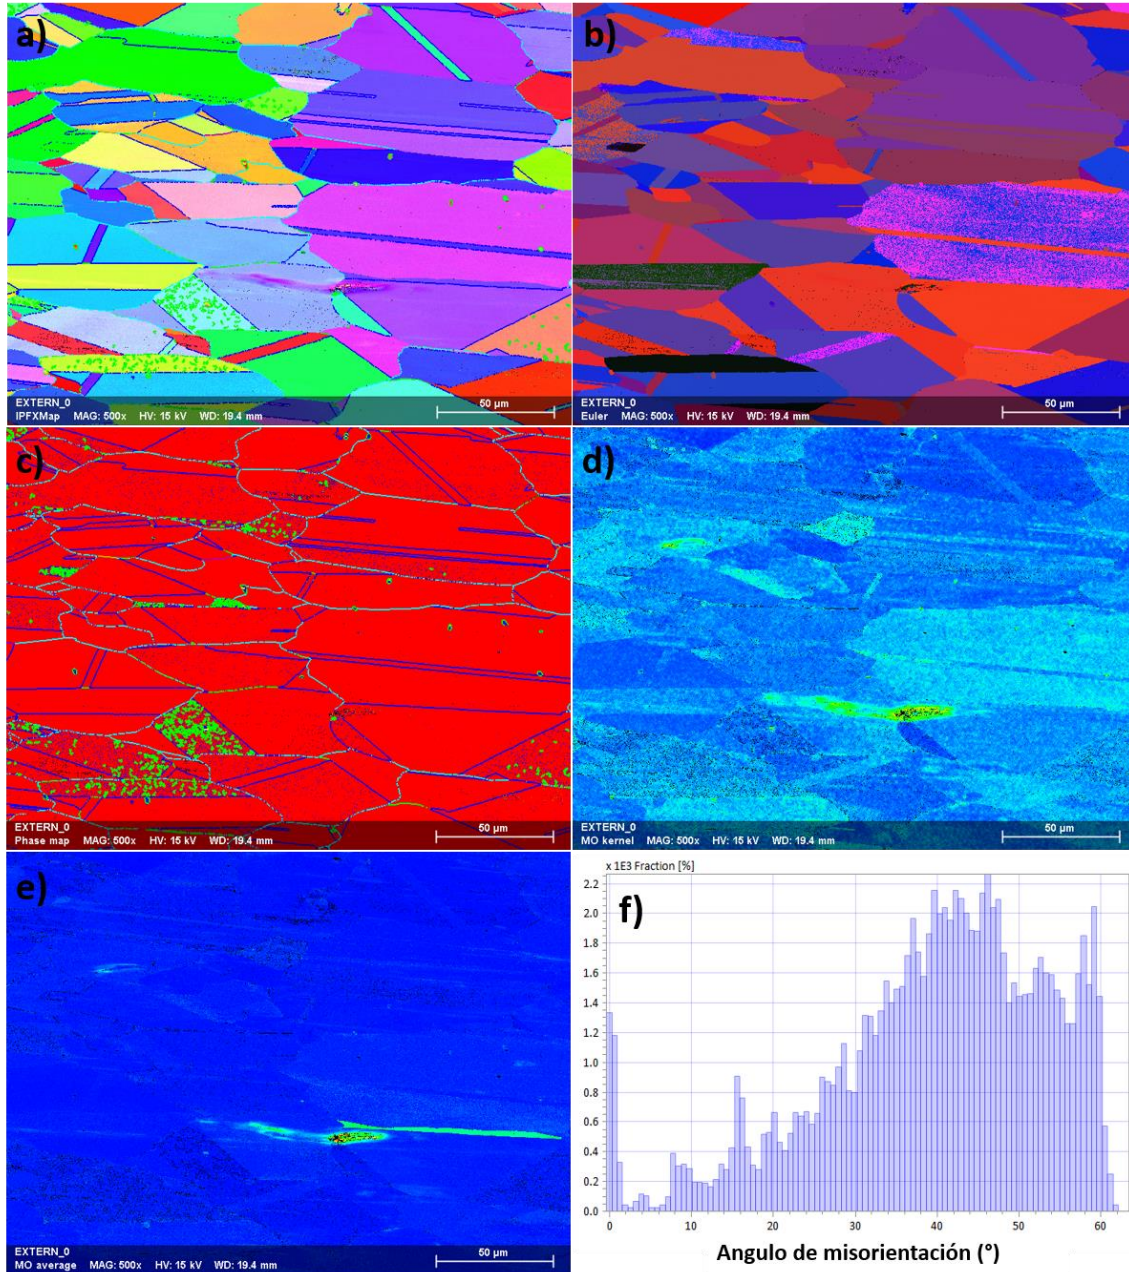 a)
EXTERN_0
IPFXMap MAG: 500x HV: 15 kV WD: 19.4 mm
50 µm
b)
EXTERN_0
Euler MAG: 500x HV: 15 kV WD: 19.4 mm
50 µm
c)
EXTERN_0
Phase map MAG: 500x HV: 15 kV WD: 19.4 mm
50 µm
d)
EXTERN_0
MO kernel MAG: 500x HV: 15 kV WD: 19.4 mm
50 µm
e)
EXTERN_0
MO average MAG: 500x HV: 15 kV WD: 19.4 mm
50 µm
x 1E3 Fraction [%]
f)
2.2
2.0
1.8
1.6
1.4
1.2
1.0
0.8
0.6
0.4
0.2
0.0
0 10 20 30 40 50 60
Angulo de misorientación (°)